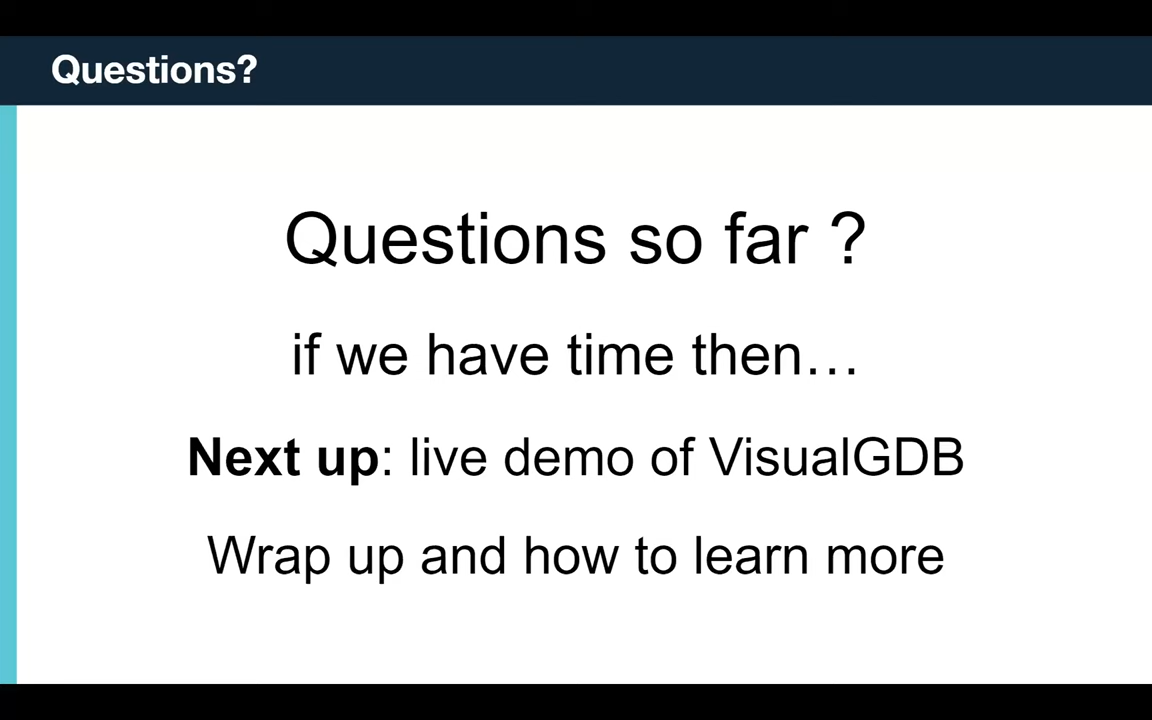 Questions?
Questions so far ?
if we have time then…
Next up: live demo of VisualGDB
Wrap up and how to learn more